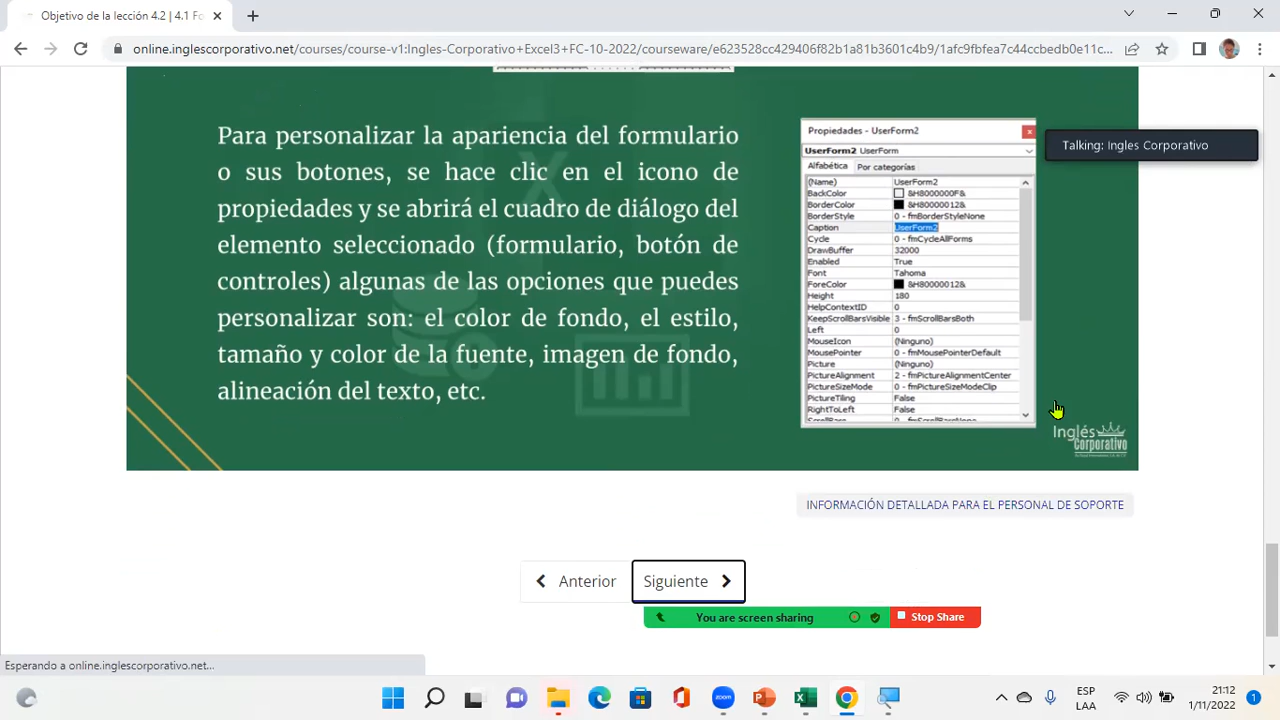 Objetivo de la lección 4.2 | 4.1 Fo
online.inglescorporativo.net/courses/course-v1:Ingles-Corporativo+Excel3+FC-10-2022/courseware/e623528cc429406f82b1a81b3601c4b9/1afc9fbfea7c44ccbedb0e11c...
Para personalizar la apariencia del formulario
o sus botones, se hace clic en el icono de
propiedades y se abrirá el cuadro de diálogo del
elemento seleccionado (formulario, botón de
controles) algunas de las opciones que puedes
personalizar son: el color de fondo, el estilo,
tamaño y color de la fuente, imagen de fondo,
alineación del texto, etc.
Propiedades - UserForm2
UserForm2 UserForm
Alfabética Por categorías
(Name) UserForm2
BackColor &H8000000F&
BorderColor &H80000012&
BorderStyle 0 - fmBorderStyleNone
Caption UserForm2
Cycle 0 - fmCycleAllForms
DrawBuffer 32000
Enabled True
Font Tahoma
ForeColor &H80000012&
Height 180
HelpContextID 0
KeepScrollBarsVisible 3 - fmScrollBarsBoth
Left 0
MouseIcon (Ninguno)
MousePointer 0 - fmMousePointerDefault
Picture (Ninguno)
PictureAlignment 2 - fmPictureAlignmentCenter
PictureSizeMode 0 - fmPictureSizeModeClip
PictureTiling False
RightToLeft False
ScrollBars 0 - fmScrollBarsNone
Talking: Ingles Corporativo
Inglés
Corporativo
INFORMACIÓN DETALLADA PARA EL PERSONAL DE SOPORTE
Anterior Siguiente
You are screen sharing Stop Share
Esperando a online.inglescorporativo.net...
ESP
LAA
21:12
1/11/2022
1